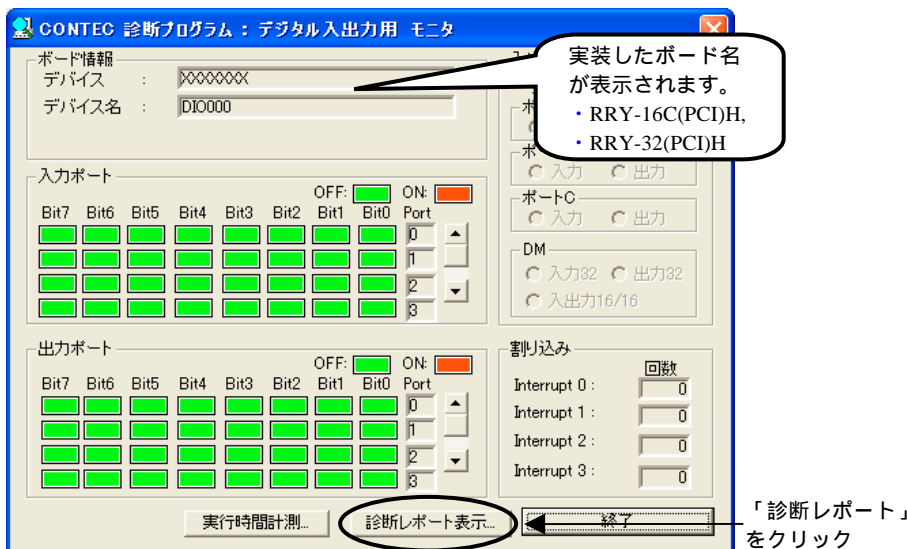 CONTEC 診断プログラム : デジタル入出力用 モニタ
ボード情報
デバイス : XXXXXXX
デバイス名 : DIO000
実装したボード名
が表示されます。
・RRY-16C(PCI)H,
・RRY-32(PCI)H
入力 出力
ポートC
入力 出力
DM
入力32 出力32
入出力16/16
入力ポート
OFF: ON:
Bit7 Bit6 Bit5 Bit4 Bit3 Bit2 Bit1 Bit0 Port
0
1
2
3
出力ポート
OFF: ON:
Bit7 Bit6 Bit5 Bit4 Bit3 Bit2 Bit1 Bit0 Port
0
1
2
3
割り込み
回数
Interrupt 0 : 0
Interrupt 1 : 0
Interrupt 2 : 0
Interrupt 3 : 0
実行時間計測... 診断レポート表示... 終了
「診断レポート」
をクリック